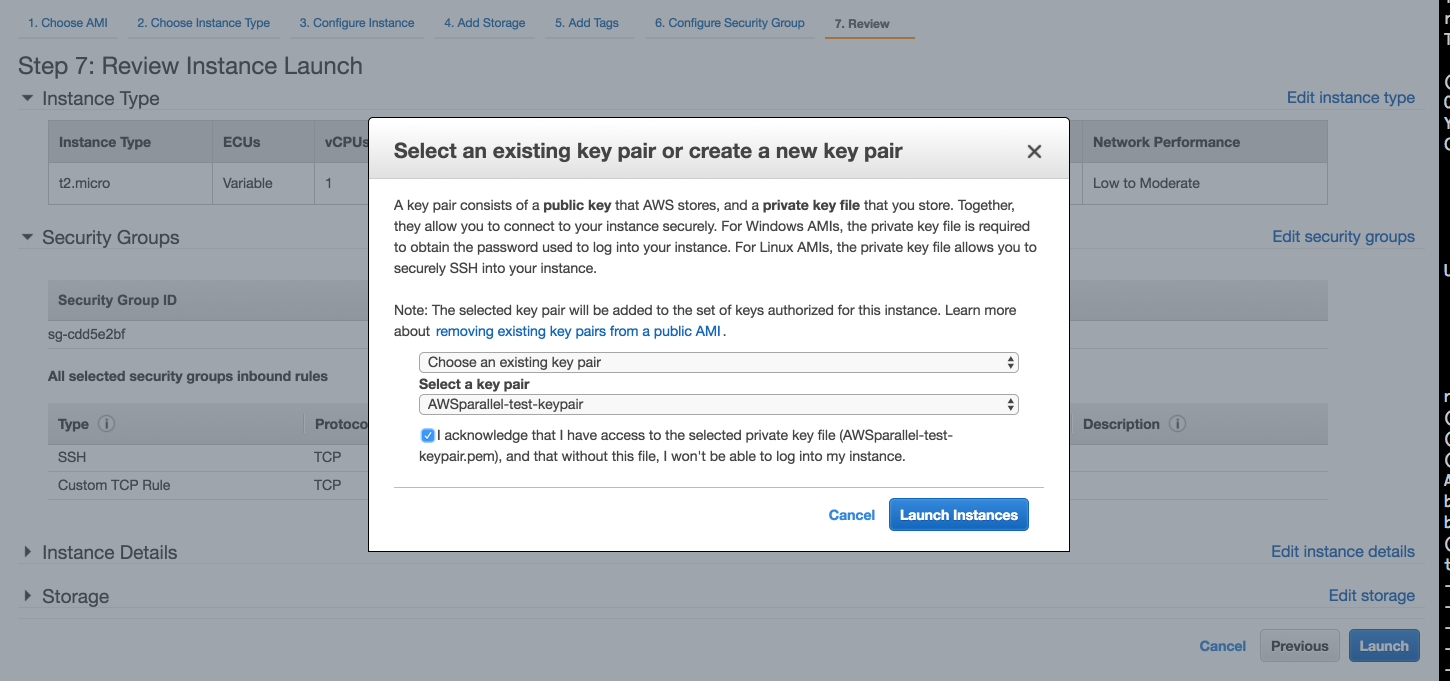 1. Choose AMI 2. Choose Instance Type 3. Configure Instance 4. Add Storage 5. Add Tags 6. Configure Security Group 7. Review
Step 7: Review Instance Launch
Instance Type Edit instance type
Instance Type ECUs vCPUs Network Performance
t2.micro Variable 1 Low to Moderate
Security Groups Edit security groups
Security Group ID
sg-cdd5e2bf
All selected security groups inbound rules
Type Protoco Description
SSH TCP
Custom TCP Rule TCP
Instance Details Edit instance details
Storage Edit storage
Cancel Previous Launch
Select an existing key pair or create a new key pair
A key pair consists of a public key that AWS stores, and a private key file that you store. Together,
they allow you to connect to your instance securely. For Windows AMIs, the private key file is required
to obtain the password used to log into your instance. For Linux AMIs, the private key file allows you to
securely SSH into your instance.
Note: The selected key pair will be added to the set of keys authorized for this instance. Learn more
about removing existing key pairs from a public AMI.
Choose an existing key pair
Select a key pair
AWSparallel-test-keypair
I acknowledge that I have access to the selected private key file (AWSparallel-test-
keypair.pem), and that without this file, I won't be able to log into my instance.
Cancel Launch Instances